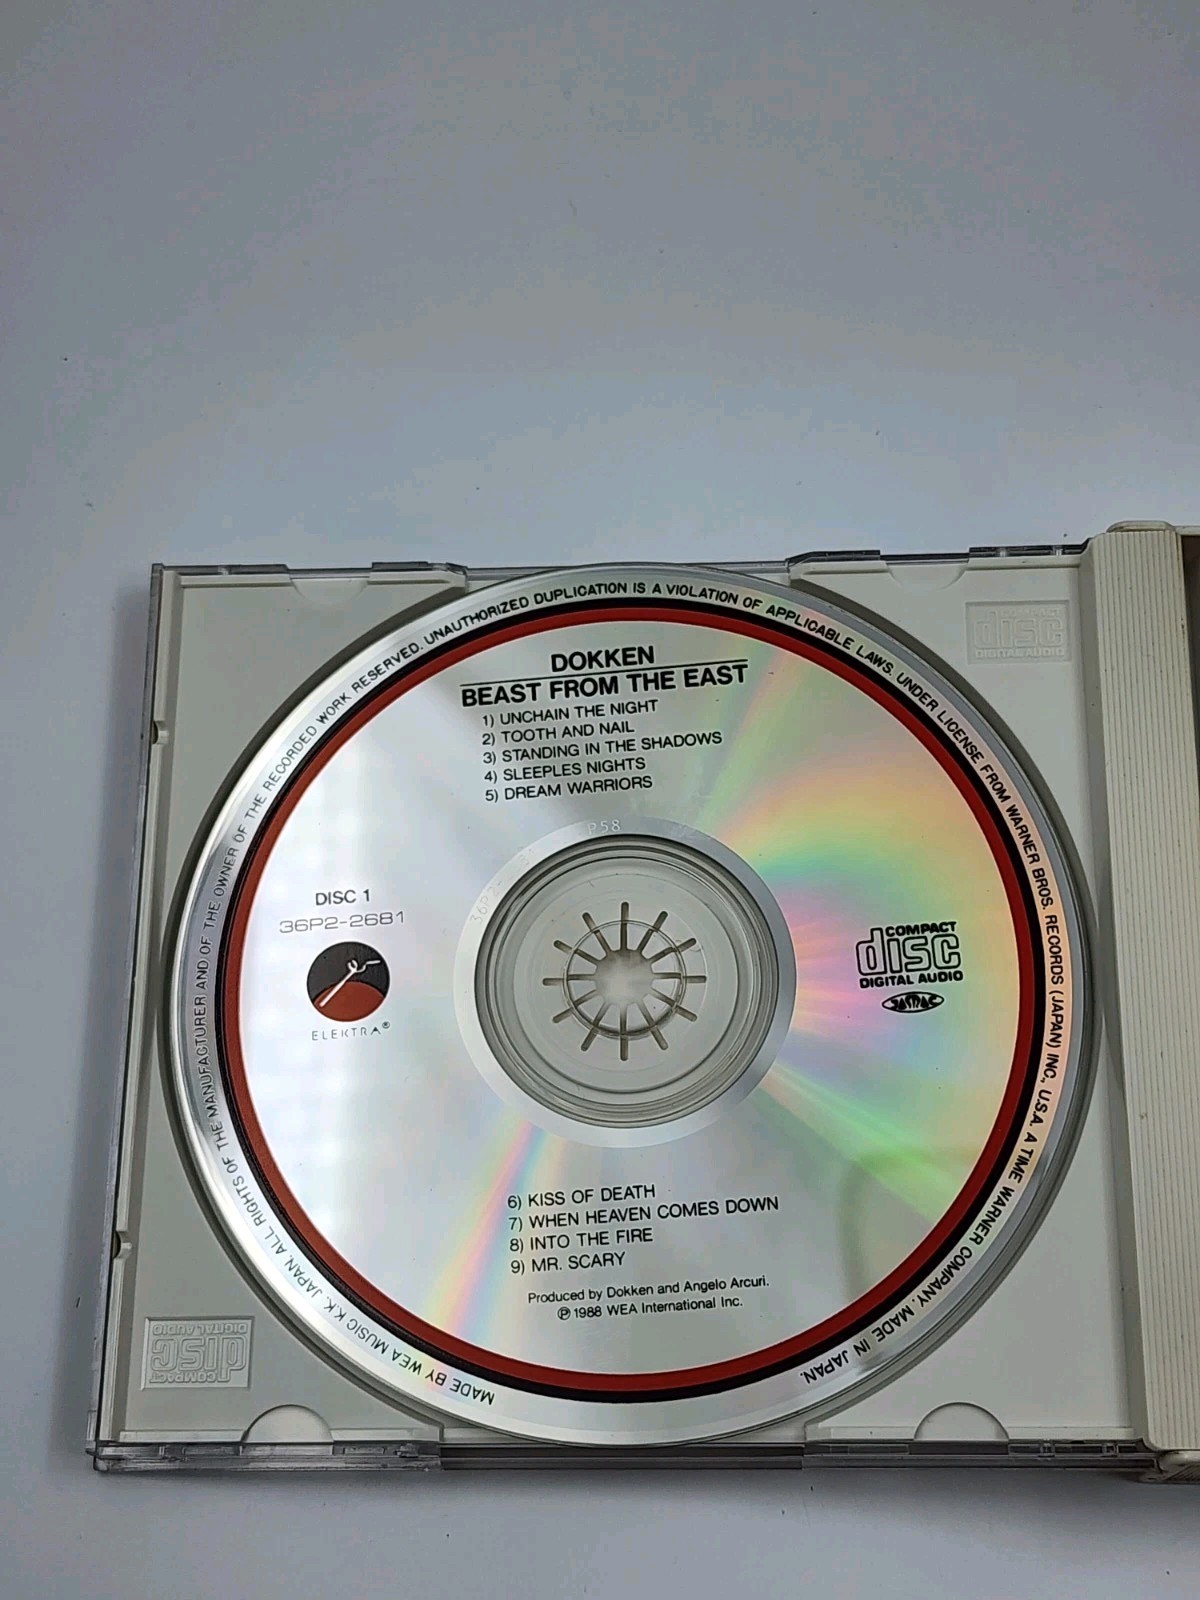 DOKKEN
BEAST FROM THE EAST
1) UNCHAIN THE NIGHT
2) TOOTH AND NAIL
3) STANDING IN THE SHADOWS
4) SLEEPLES NIGHTS
5) DREAM WARRIORS
P58
DISC 1
36P2-2681
ELEKTRA®
COMPACT
disc
DIGITAL AUDIO
JASRAC
6) KISS OF DEATH
7) WHEN HEAVEN COMES DOWN
8) INTO THE FIRE
9) MR. SCARY
Produced by Dokken and Angelo Arcuri.
℗ 1988 WEA International Inc.
MADE BY WEA MUSIC K.K. JAPAN. ALL RIGHTS OF THE MANUFACTURER AND OF THE OWNER OF THE RECORDED WORK RESERVED. UNAUTHORIZED DUPLICATION IS A VIOLATION OF APPLICABLE LAWS. UNDER LICENSE FROM WARNER BROS. RECORDS (JAPAN) INC., U.S.A. A TIME WARNER COMPANY. MADE IN JAPAN.
COMPACT
disc
DIGITAL AUDIO
COMPACT
disc
DIGITAL AUDIO